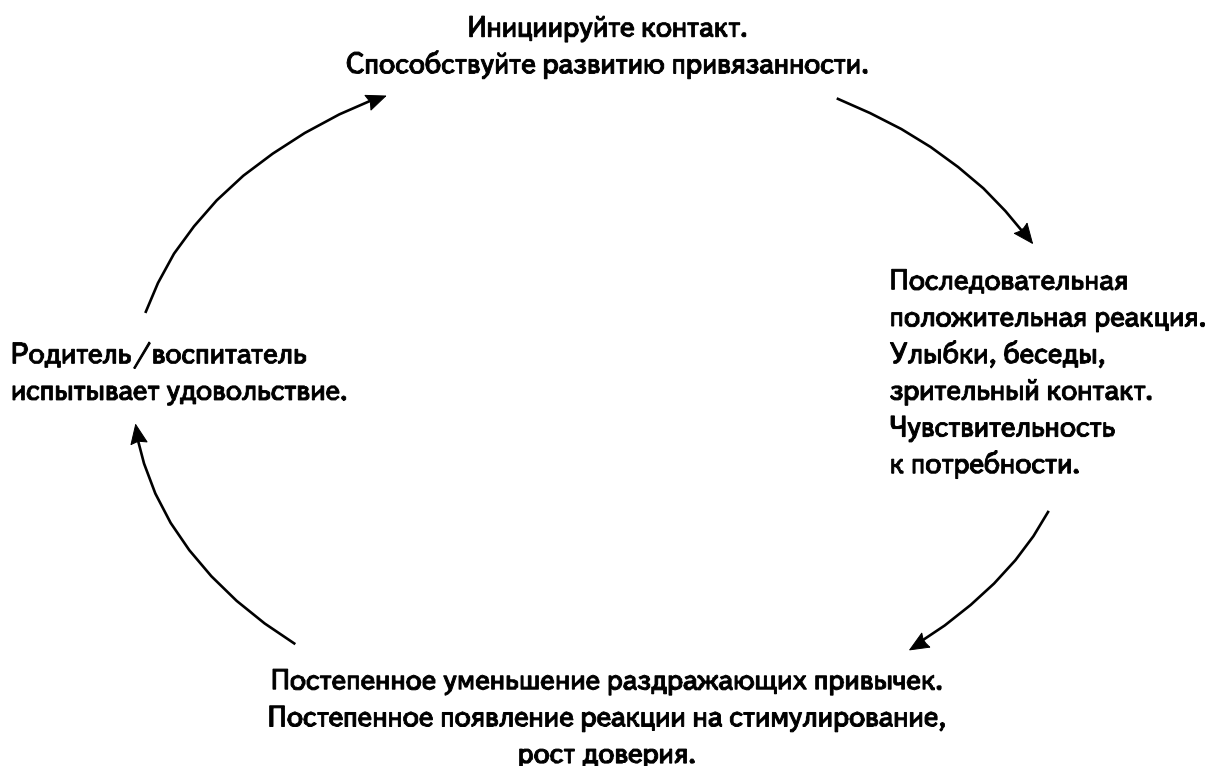 Инициируйте контакт.
Способствуйте развитию привязанности.
Последовательная
положительная реакция.
Улыбки, беседы,
зрительный контакт.
Чувствительность
к потребности.
Родитель/воспитатель
испытывает удовольствие.
Постепенное уменьшение раздражающих привычек.
Постепенное появление реакции на стимулирование,
рост доверия.